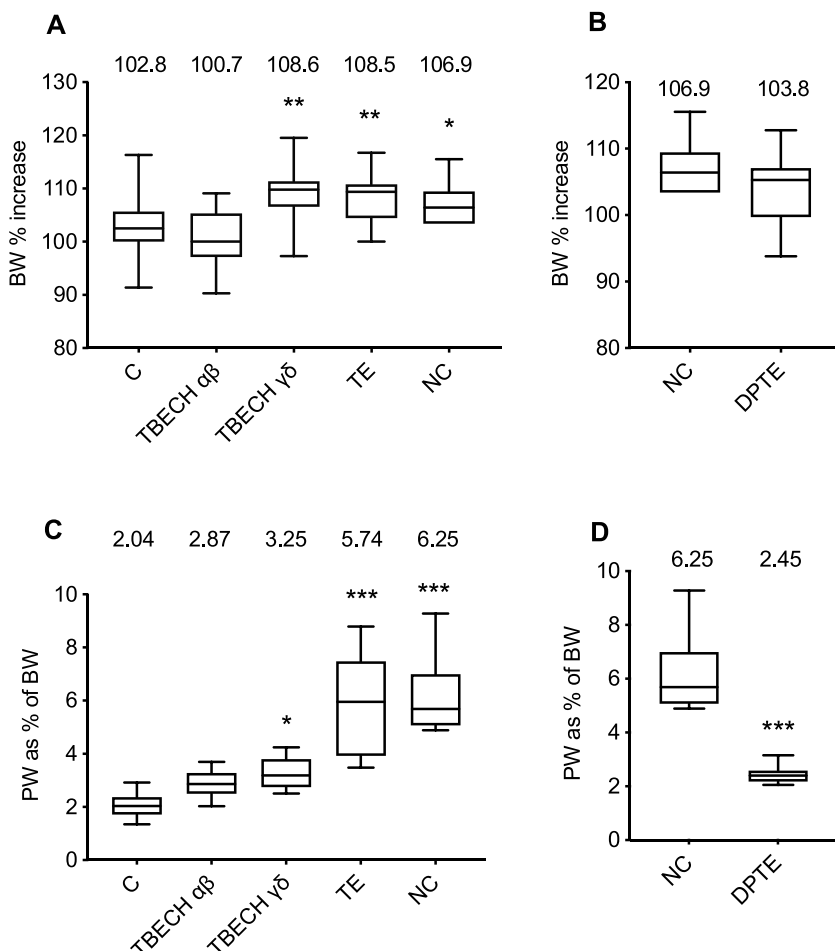 A
102.8 100.7 108.6 108.5 106.9
130
120
110
100
90
80
BW % increase
** ** *
C
TBECH αβ
TBECH γδ
TE
NC
B
106.9 103.8
120
110
100
90
80
BW % increase
NC
DPTE
C
2.04 2.87 3.25 5.74 6.25
10
8
6
4
2
0
PW as % of BW
* *** ***
C
TBECH αβ
TBECH γδ
TE
NC
D
6.25 2.45
10
8
6
4
2
0
PW as % of BW
***
NC
DPTE